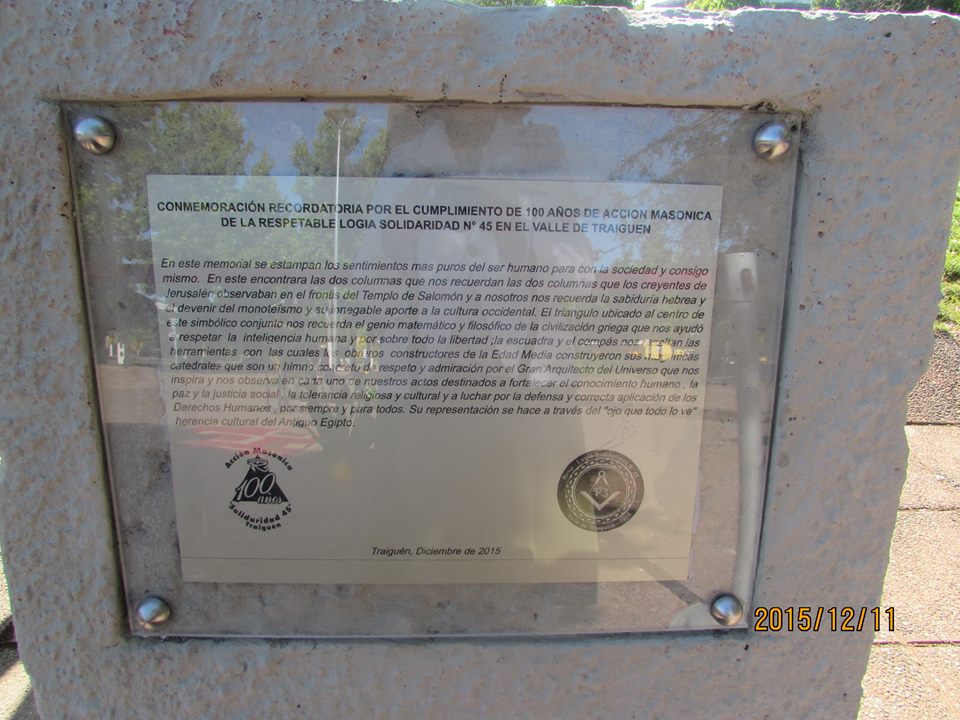 CONMEMORACIÓN RECORDATORIA POR EL CUMPLIMIENTO DE 100 AÑOS DE ACCION MASONICA
DE LA RESPETABLE LOGIA SOLIDARIDAD N° 45 EN EL VALLE DE TRAIGUEN
En este memorial se estampan los sentimientos mas puros del ser humano para con la sociedad y consigo
mismo. En este encontrara las dos columnas que nos recuerdan las dos columnas que los creyentes de
Jerusalén observaban en el frontis del Templo de Salomón y a nosotros nos recuerda la sabiduría hebrea y
el devenir del monoteísmo y su innegable aporte a la cultura occidental. El triangulo ubicado al centro de
este simbólico conjunto nos recuerda el genio matemático y filosófico de la civilización griega que nos ayudó
a respetar la inteligencia humana y por sobre todo la libertad ;la escuadra y el compás nos resaltan las
herramientas con las cuales los obreros constructores de la Edad Media construyeron sus magnificas
catedrales que son un himno concreto de respeto y admiración por el Gran Arquitecto del Universo que nos
inspira y nos observa en cada uno de nuestros actos destinados a fortalecer el conocimiento humano , la
paz y la justicia social , la tolerancia religiosa y cultural y a luchar por la defensa y correcta aplicación de los
Derechos Humanos , por siempre y para todos. Su representación se hace a través del "ojo que todo lo ve"
herencia cultural del Antiguo Egipto.
Acción Masonica
100
años
"Solidaridad 45"
Traiguén
Logia Solidaridad N° 45
Traiguén, Diciembre de 2015
2015/12/11